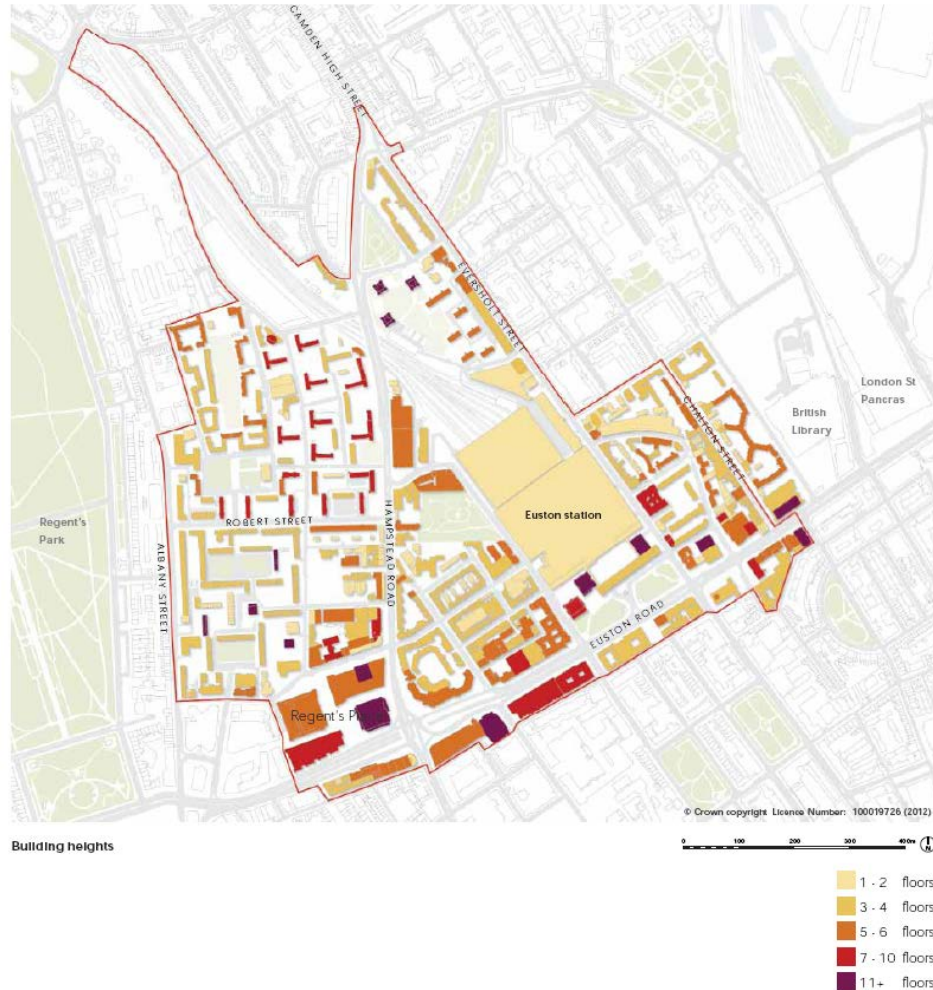 CAMDEN HIGH STREET
EVERSHOLT STREET
CHALTON STREET
London St
Pancras
British
Library
Euston station
Regent's
Park
ROBERT STREET
HAMPSTEAD ROAD
ALBANY STREET
EUSTON ROAD
© Crown copyright Licence Number: 100019726 (2012)
Building heights
0 100 200 300 400m
N
1 - 2 floors
3 - 4 floors
5 - 6 floors
7 - 10 floors
11+ floors